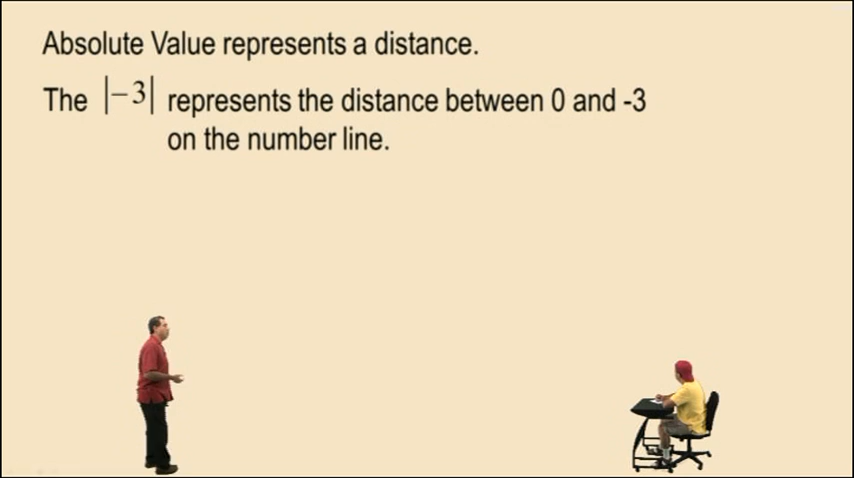 Absolute Value represents a distance.
The |−3| represents the distance between 0 and -3
on the number line.